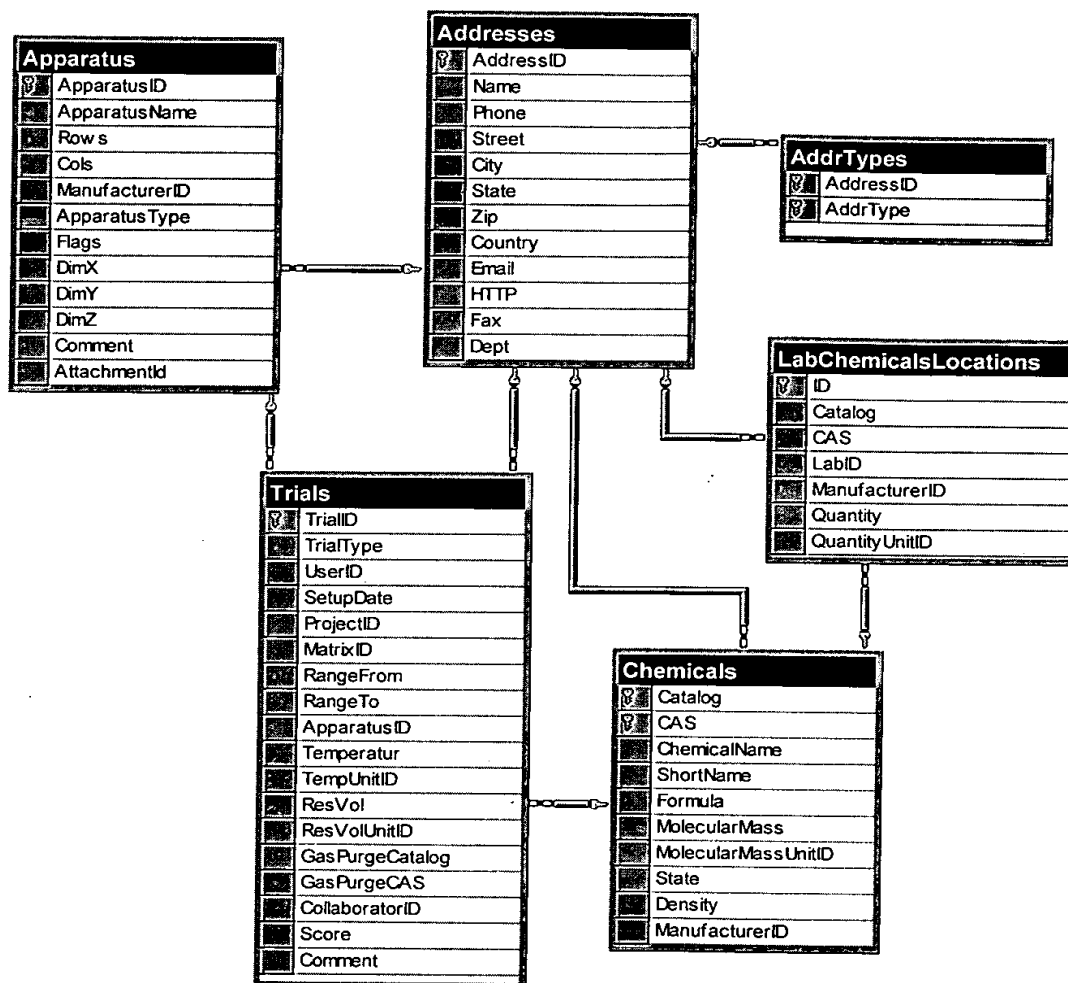 Apparatus
ApparatusID
ApparatusName
Rows
Cols
ManufacturerID
ApparatusType
Flags
DimX
DimY
DimZ
Comment
AttachmentId
Addresses
AddressID
Name
Phone
Street
City
State
Zip
Country
Email
HTTP
Fax
Dept
AddrTypes
AddressID
AddrType
LabChemicalsLocations
ID
Catalog
CAS
LabID
ManufacturerID
Quantity
QuantityUnitID
Trials
TrialID
TrialType
UserID
SetupDate
ProjectID
MatrixID
RangeFrom
RangeTo
ApparatusID
Temperatur
TempUnitID
ResVol
ResVolUnitID
GasPurgeCatalog
GasPurgeCAS
CollaboratorID
Score
Comment
Chemicals
Catalog
CAS
ChemicalName
ShortName
Formula
MolecularMass
MolecularMassUnitID
State
Density
ManufacturerID